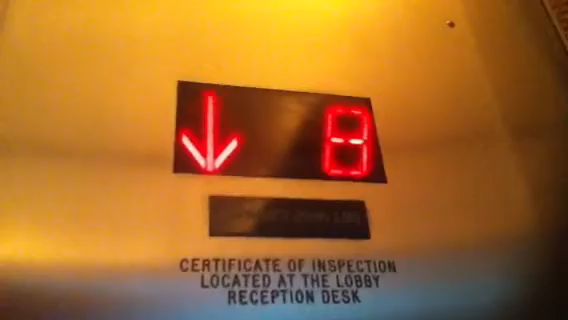 ↓ 8
CERTIFICATE OF INSPECTION
LOCATED AT THE LOBBY
RECEPTION DESK